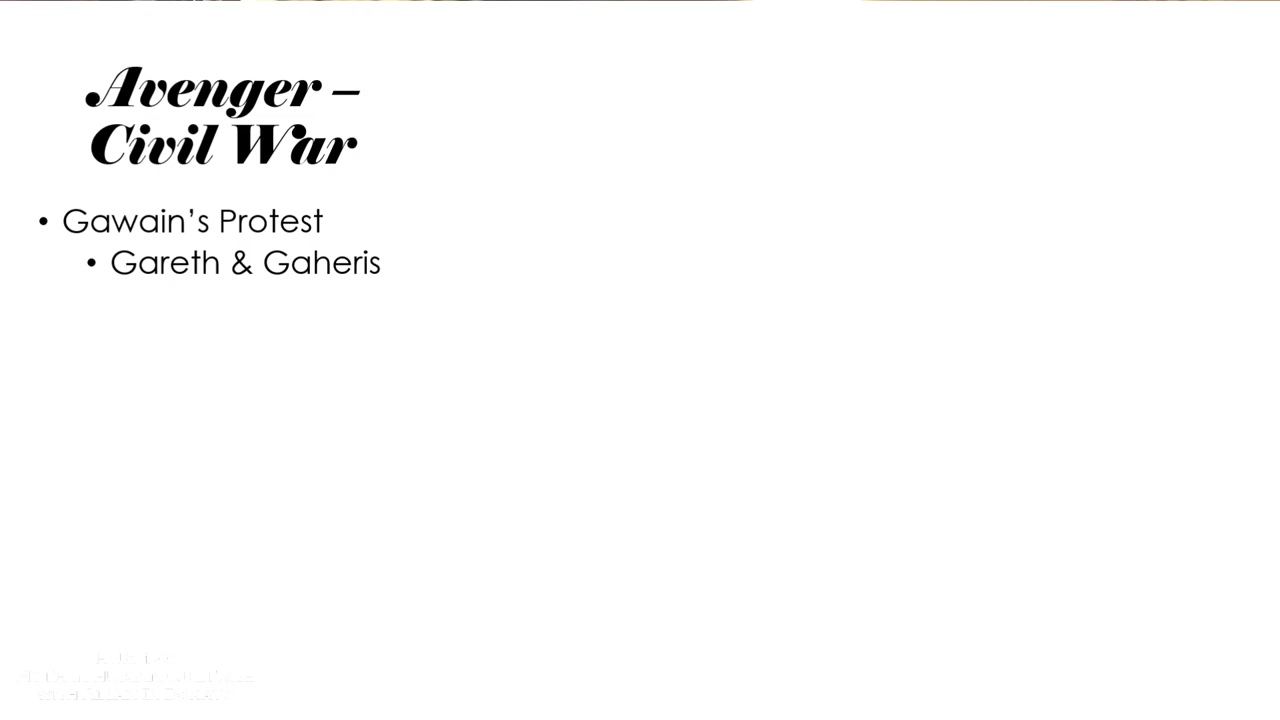 Avenger –
Civil War
• Gawain’s Protest
• Gareth & Gaheris